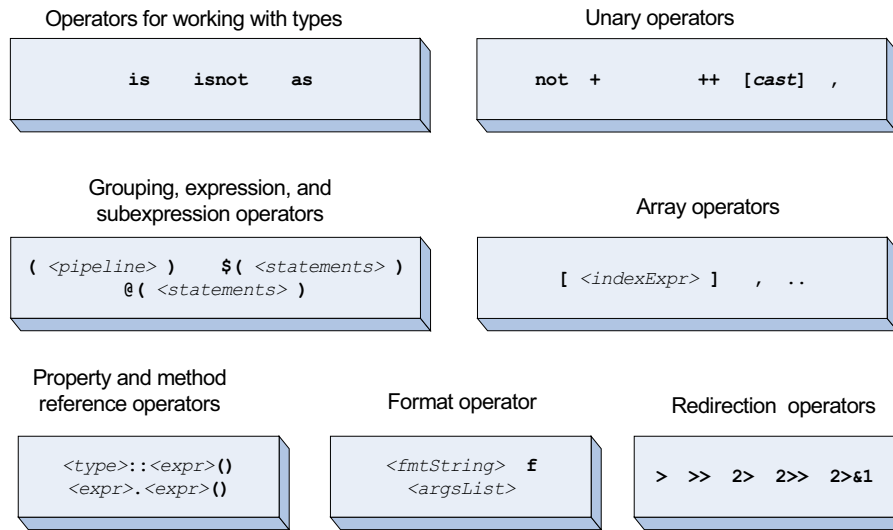 Operators for working with types
Unary operators
is isnot as
not + ++ [cast] ,
Grouping, expression, and
subexpression operators
Array operators
( <pipeline> ) $( <statements> )
@( <statements> )
[ <indexExpr> ] , ..
Property and method
reference operators
Format operator
Redirection operators
<type>::<expr>()
<expr>.<expr>()
<fmtString> f
<argsList>
> >> 2> 2>> 2>&1